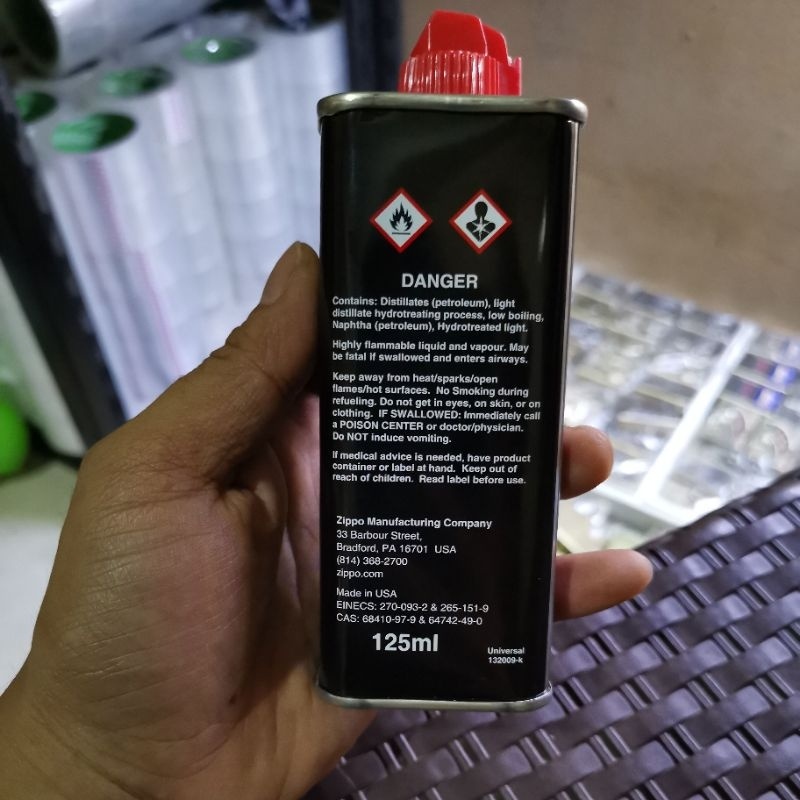 DANGER
Contains: Distillates (petroleum), light
distillate hydrotreating process, low boiling,
Naphtha (petroleum), Hydrotreated light.
Highly flammable liquid and vapour. May
be fatal if swallowed and enters airways.
Keep away from heat/sparks/open
flames/hot surfaces. No Smoking during
refueling. Do not get in eyes, on skin, or on
clothing. IF SWALLOWED: Immediately call
a POISON CENTER or doctor/physician.
Do NOT induce vomiting.
If medical advice is needed, have product
container or label at hand. Keep out of
reach of children. Read label before use.
Zippo Manufacturing Company
33 Barbour Street,
Bradford, PA 16701 USA
(814) 368-2700
zippo.com
Made in USA
EINECS: 270-093-2 & 265-151-9
CAS: 68410-97-9 & 64742-49-0
125ml
Universal
132009-k